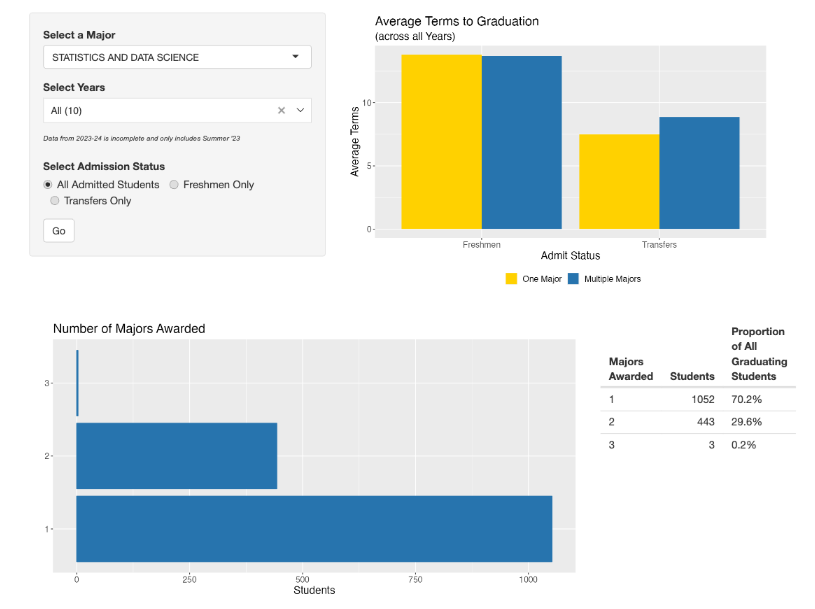 Select a Major
STATISTICS AND DATA SCIENCE
Select Years
All (10)
Data from 2023-24 is incomplete and only includes Summer '23
Select Admission Status
All Admitted Students Freshmen Only
Transfers Only
Go
Average Terms to Graduation
(across all Years)
Average Terms
10
5
0
Freshmen Transfers
Admit Status
One Major Multiple Majors
Number of Majors Awarded
3
2
1
0 250 500 750 1000
Students
Majors Awarded Students Proportion of All Graduating Students
1 1052 70.2%
2 443 29.6%
3 3 0.2%